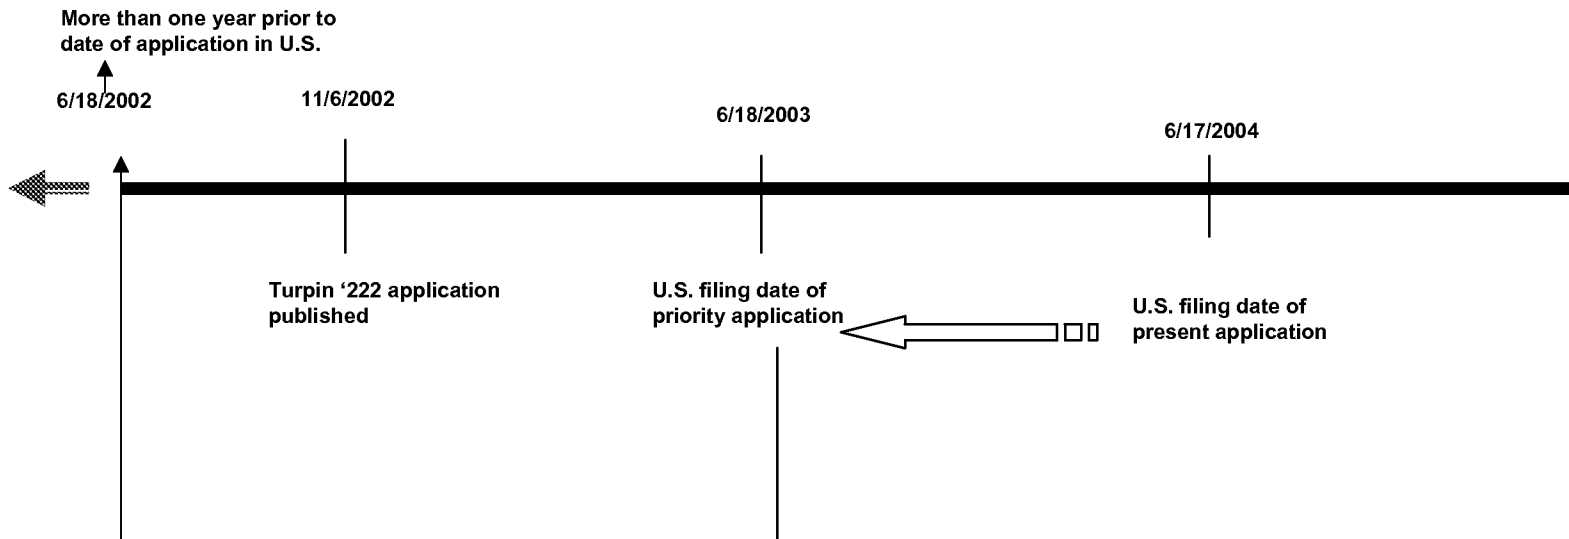 More than one year prior to
date of application in U.S.
6/18/2002
11/6/2002
6/18/2003
6/17/2004
Turpin ‘222 application
published
U.S. filing date of
priority application
U.S. filing date of
present application